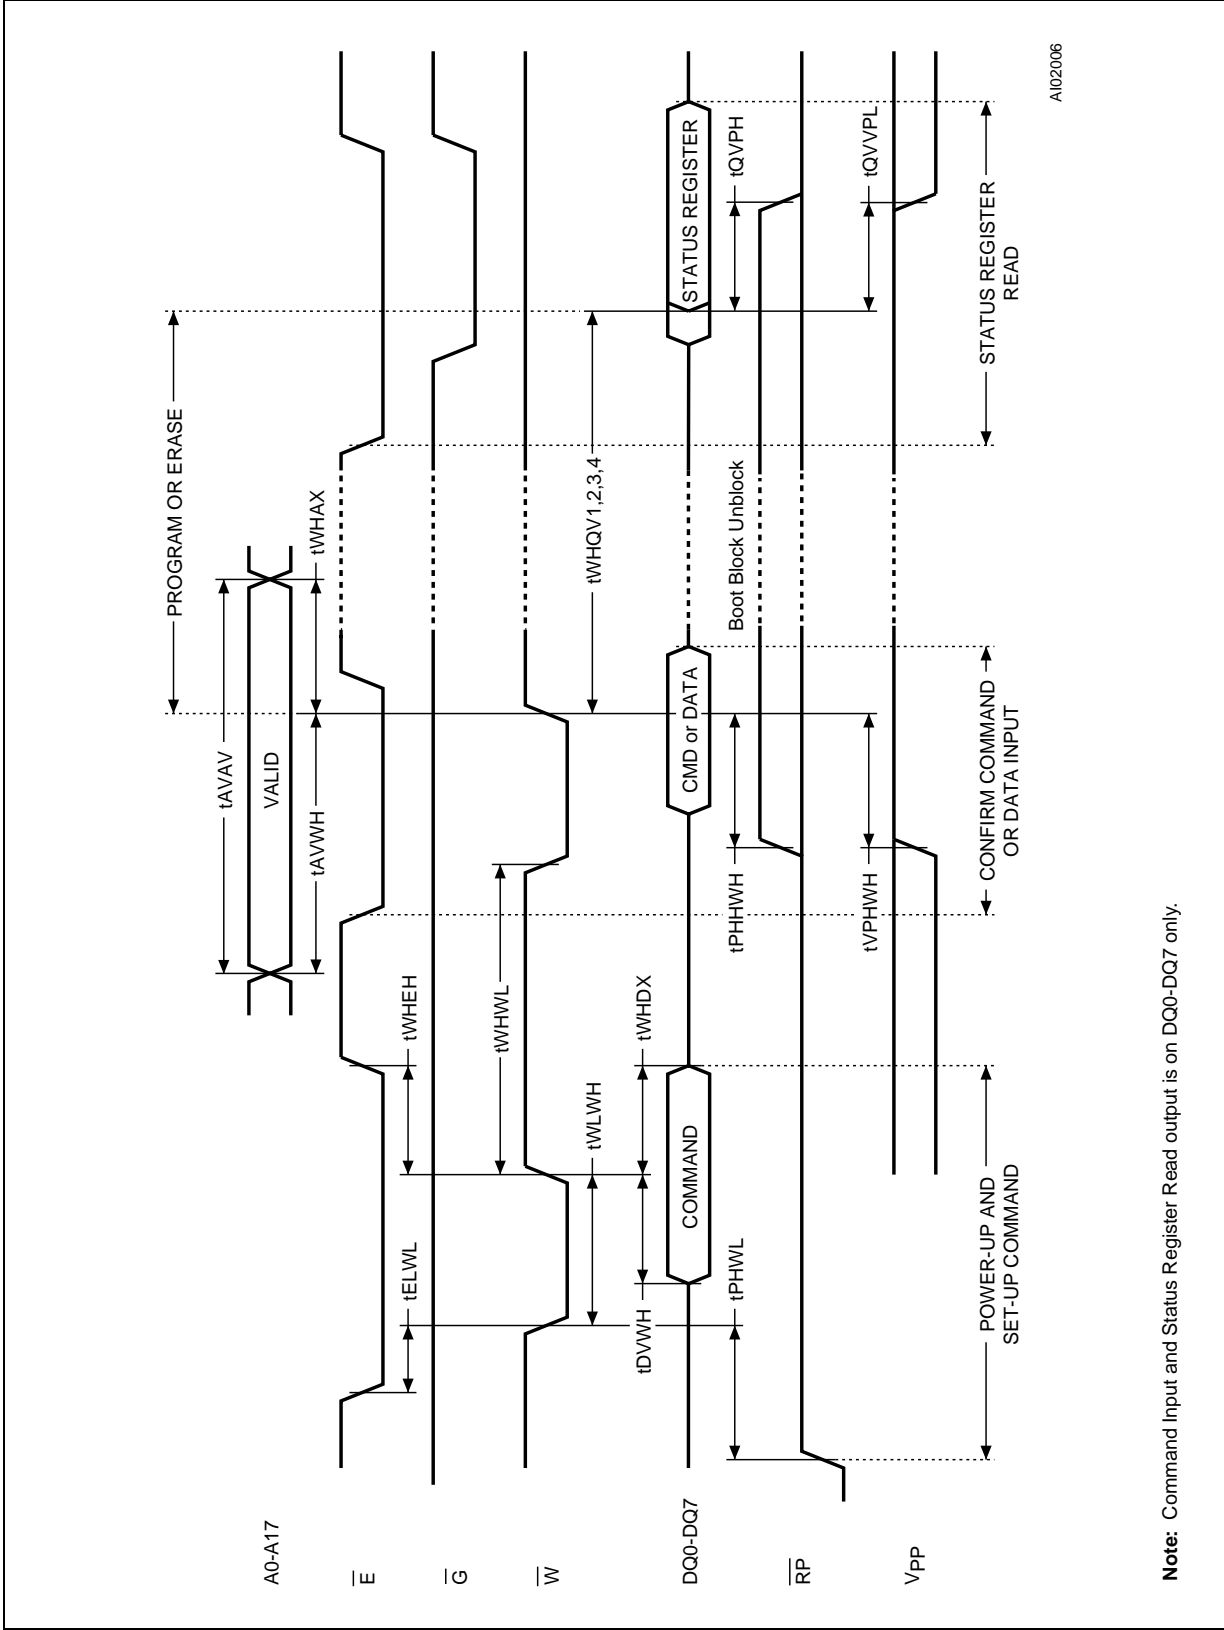 PROGRAM OR ERASE
tAVAV
A0-A17
VALID
tAVWH
tWHAX
E
tELWL
tWHEH
G
tWHWL
W
tWLWH
tWHQV1,2,3,4
tDVWH
tWHDX
DQ0-DQ7
COMMAND
CMD or DATA
STATUS REGISTER
tPHWL
tPHHWH
Boot Block Unblock
tQVPH
RP
tVPHWH
tQVVPL
VPP
POWER-UP AND
SET-UP COMMAND
CONFIRM COMMAND
OR DATA INPUT
STATUS REGISTER
READ
AI02006
Note: Command Input and Status Register Read output is on DQ0-DQ7 only.